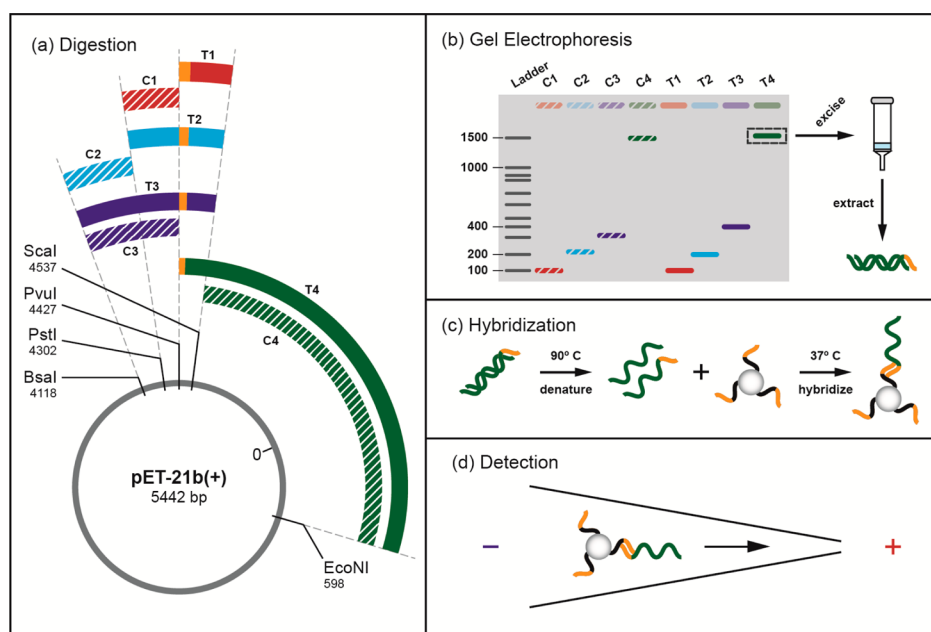 (a) Digestion
T1
C1
T2
C2
T3
C3
ScaI
4537
PvuI
4427
PstI
4302
BsaI
4118
T4
C4
0
pET-21b(+)
5442 bp
EcoNI
598
(b) Gel Electrophoresis
Ladder C1 C2 C3 C4 T1 T2 T3 T4
1500
1000
400
200
100
excise
extract
(c) Hybridization
90º C
denature
+
37º C
hybridize
(d) Detection
− +